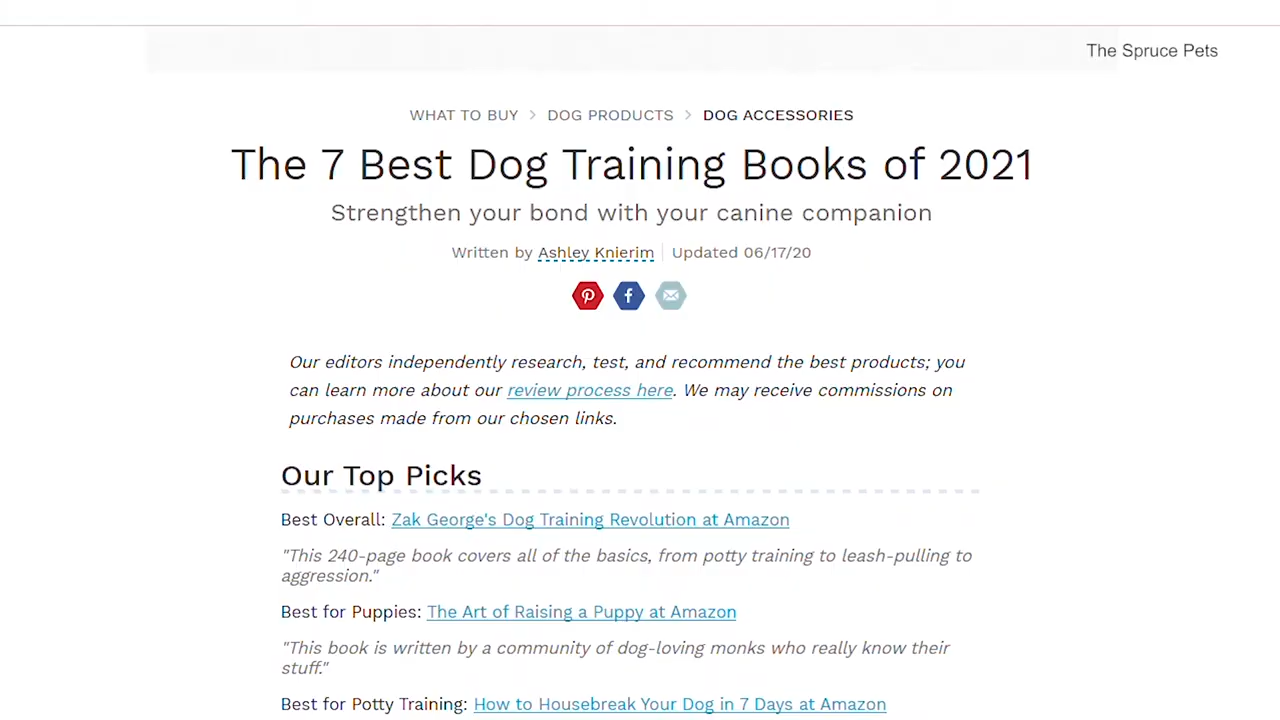 The Spruce Pets
WHAT TO BUY > DOG PRODUCTS > DOG ACCESSORIES
The 7 Best Dog Training Books of 2021
Strengthen your bond with your canine companion
Written by Ashley Knierim | Updated 06/17/20
Our editors independently research, test, and recommend the best products; you
can learn more about our review process here. We may receive commissions on
purchases made from our chosen links.
Our Top Picks
Best Overall: Zak George's Dog Training Revolution at Amazon
"This 240-page book covers all of the basics, from potty training to leash-pulling to
aggression."
Best for Puppies: The Art of Raising a Puppy at Amazon
"This book is written by a community of dog-loving monks who really know their
stuff."
Best for Potty Training: How to Housebreak Your Dog in 7 Days at Amazon